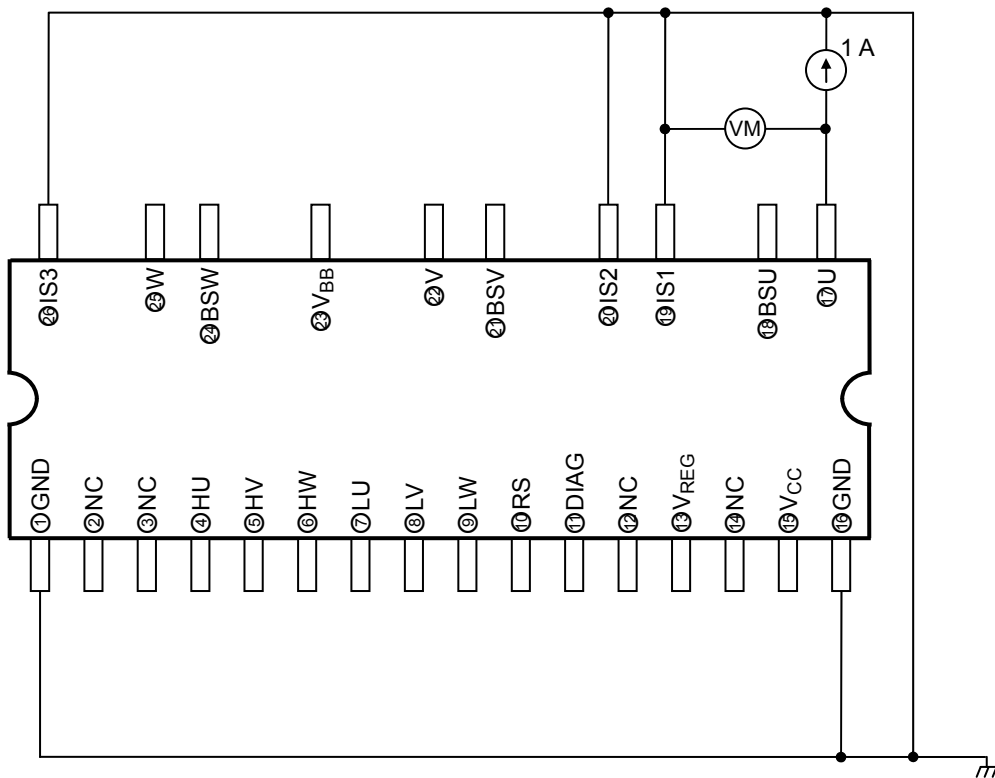 1 A
VM
㉖IS3
㉕W
㉔BSW
㉓VBB
㉒V
㉑BSV
⑳IS2
⑲IS1
⑱BSU
⑰U
①GND
②NC
③NC
④HU
⑤HV
⑥HW
⑦LU
⑧LV
⑨LW
⑩RS
⑪DIAG
⑫NC
⑬VREG
⑭NC
⑮VCC
⑯GND